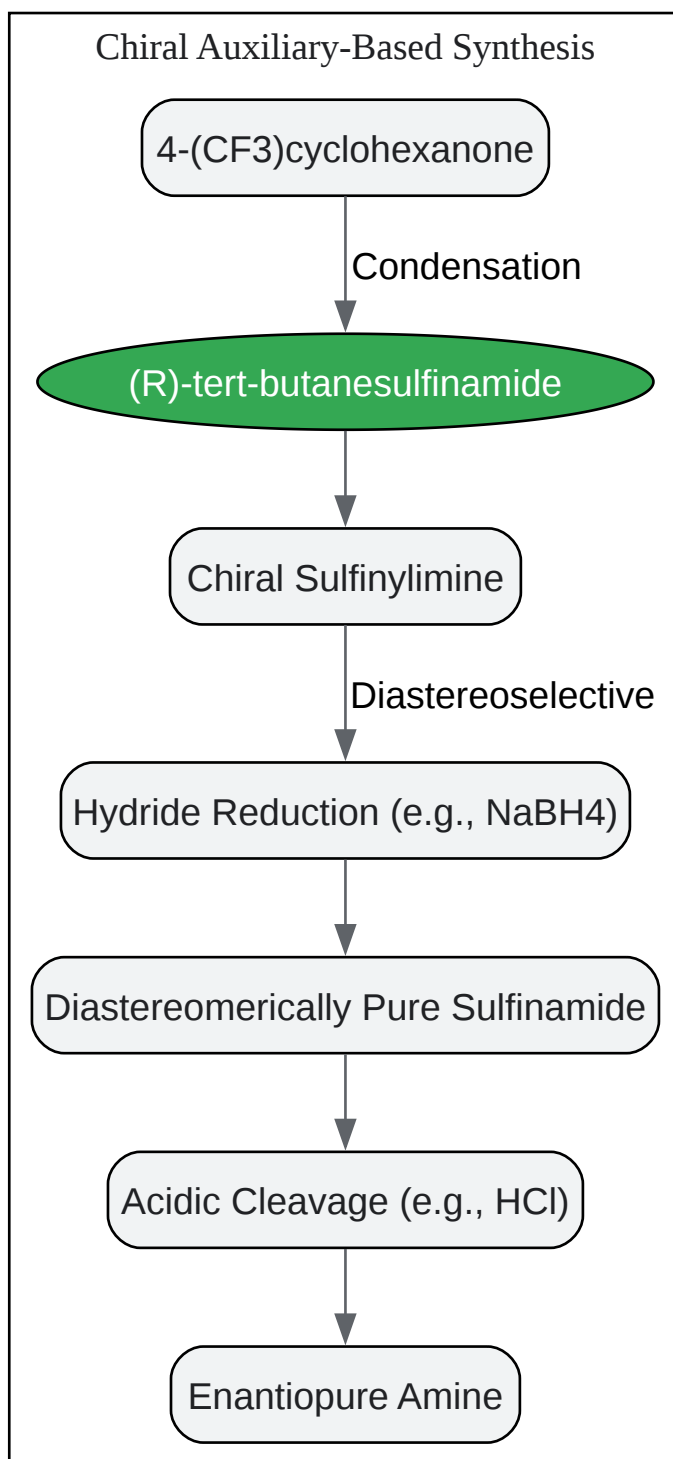 Chiral Auxiliary-Based Synthesis
4-(CF3)cyclohexanone
Condensation
(R)-tert-butanesulfinamide
Chiral Sulfinylimine
Diastereoselective
Hydride Reduction (e.g., NaBH4)
Diastereomerically Pure Sulfinamide
Acidic Cleavage (e.g., HCl)
Enantiopure Amine